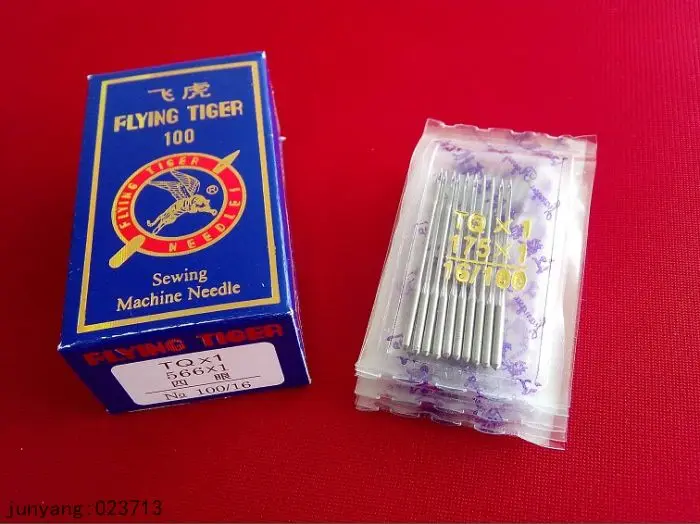 飞虎
FLYING TIGER
100
FLYING TIGER
NEEDLE!
®
Sewing
Machine Needle
FLYING TIGER
TQ×1
566×1
四眼
№ 100/16
TQ×1
175×1
16/100
junyang:023713